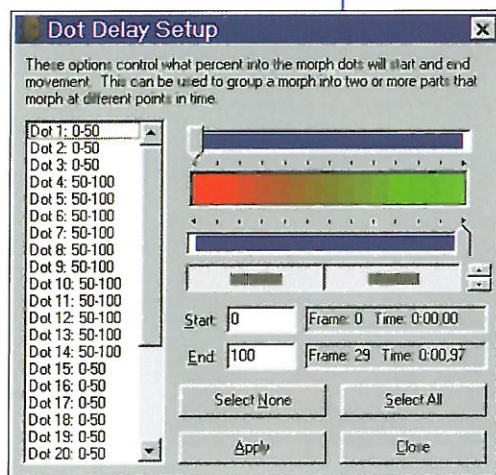 Dot Delay Setup
These options control what percent into the morph dots will start and end
movement. This can be used to group a morph into two or more parts that
morph at different points in time.
Dot 1: 0-50
Dot 2: 0-50
Dot 3: 0-50
Dot 4: 50-100
Dot 5: 50-100
Dot 6: 50-100
Dot 7: 50-100
Dot 8: 50-100
Dot 9: 50-100
Dot 10: 50-100
Dot 11: 50-100
Dot 12: 50-100
Dot 13: 50-100
Dot 14: 50-100
Dot 15: 0-50
Dot 16: 0-50
Dot 17: 0-50
Dot 18: 0-50
Dot 19: 0-50
Dot 20: 0-50
Start: 0 Frame: 0 Time: 0:00,00
End: 100 Frame: 29 Time: 0:00,97
Select None Select All
Apply Close